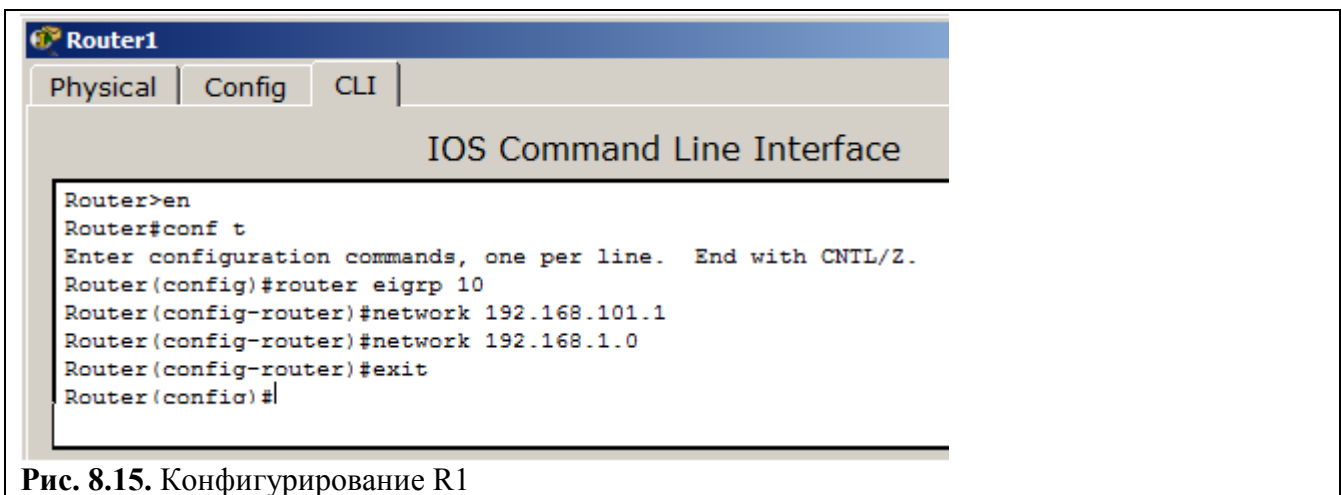 Router1
Physical Config CLI
IOS Command Line Interface
Router>en
Router#conf t
Enter configuration commands, one per line.  End with CNTL/Z.
Router(config)#router eigrp 10
Router(config-router)#network 192.168.101.1
Router(config-router)#network 192.168.1.0
Router(config-router)#exit
Router(config)#
Рис. 8.15. Конфигурирование R1